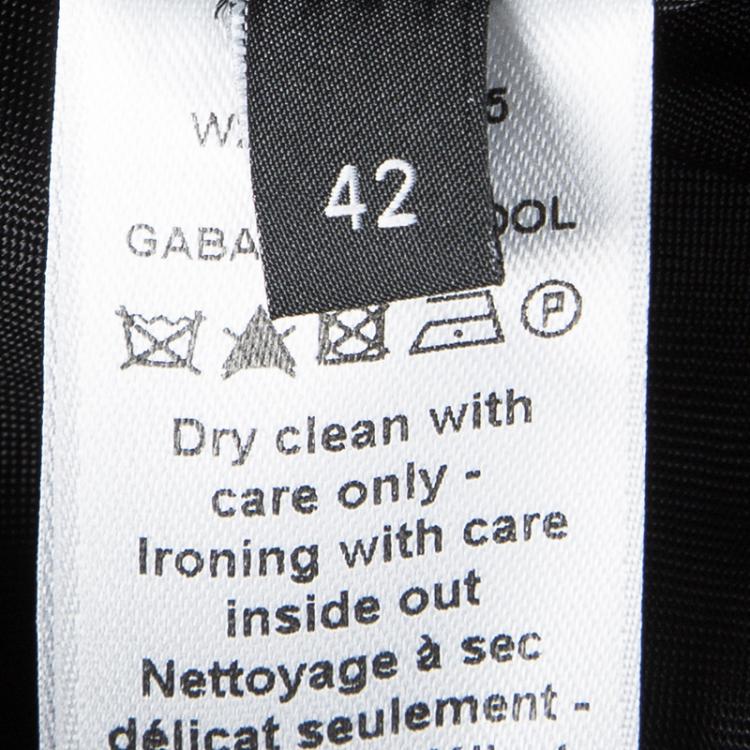 42
Dry clean with
care only -
Ironing with care
inside out
Nettoyage à sec
délicat seulement -